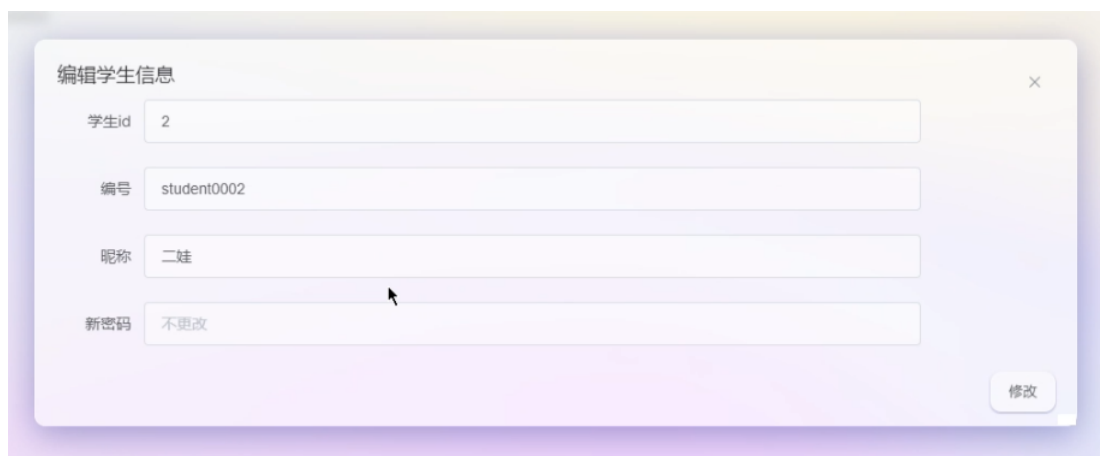 编辑学生信息
×
学生id 2
编号 student0002
昵称 二娃
新密码 不更改
修改